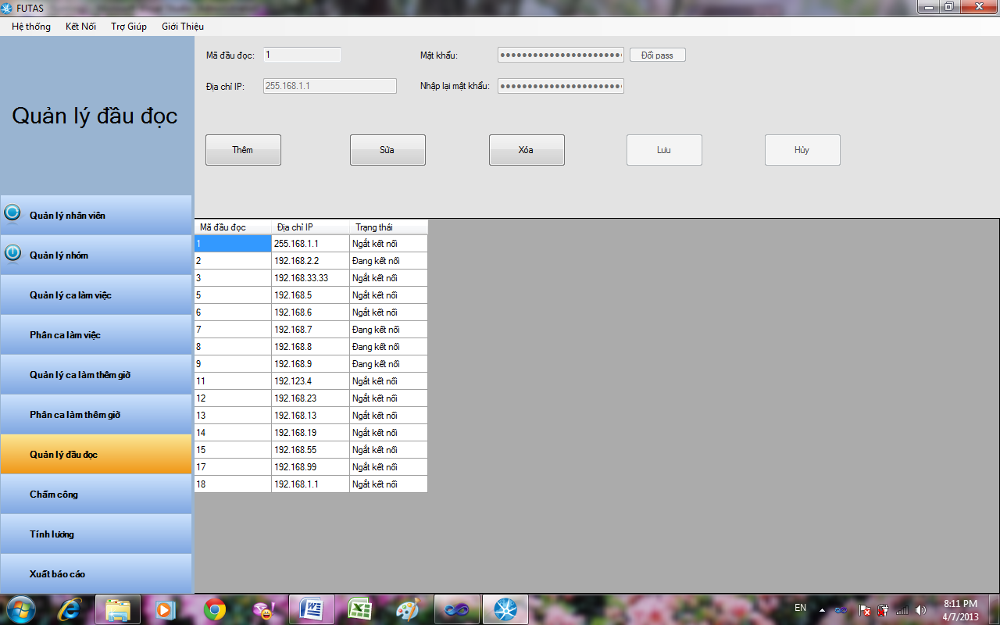 FUTAS
Hệ thống Kết Nối Trợ Giúp Giới Thiệu
Quản lý đầu đọc
Mã đầu đọc: 1 Mật khẩu: ●●●●●●●●●●●●●●●●●●●●●● Đổi pass
Địa chỉ IP: 255.168.1.1 Nhập lại mật khẩu: ●●●●●●●●●●●●●●●●●●●●●●
Thêm Sửa Xóa Lưu Hủy
Quản lý nhân viên
Quản lý nhóm
Quản lý ca làm việc
Phân ca làm việc
Quản lý ca làm thêm giờ
Phân ca làm thêm giờ
Quản lý đầu đọc
Chấm công
Tính lương
Xuất báo cáo
Mã đầu đọc Địa chỉ IP Trạng thái
1 255.168.1.1 Ngắt kết nối
2 192.168.2.2 Đang kết nối
3 192.168.33.33 Ngắt kết nối
5 192.168.5 Ngắt kết nối
6 192.168.6 Ngắt kết nối
7 192.168.7 Đang kết nối
8 192.168.8 Đang kết nối
9 192.168.9 Đang kết nối
11 192.123.4 Ngắt kết nối
12 192.168.23 Ngắt kết nối
13 192.168.13 Ngắt kết nối
14 192.168.19 Ngắt kết nối
15 192.168.55 Ngắt kết nối
17 192.168.99 Ngắt kết nối
18 192.168.1.1 Ngắt kết nối
EN
8:11 PM
4/7/2013